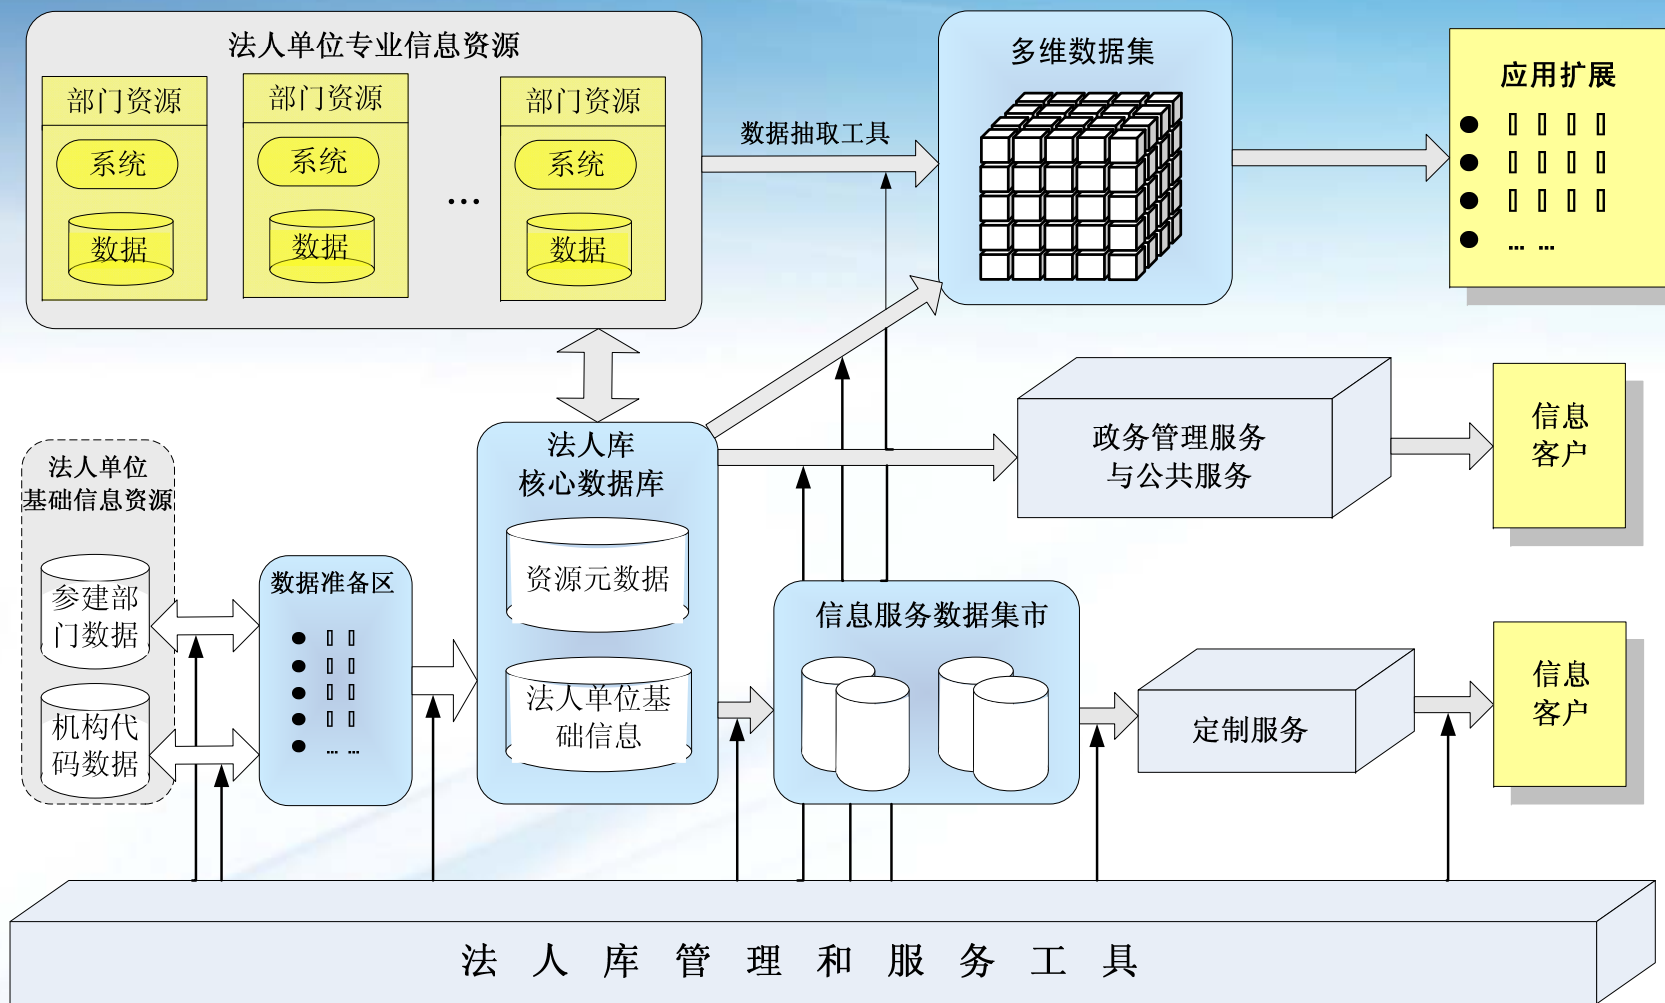 法人单位专业信息资源
部门资源
系统
数据
部门资源
系统
数据
...
部门资源
系统
数据
数据抽取工具
多维数据集
应用扩展
... ...
法人单位
基础信息资源
参建部
门数据
机构代
码数据
数据准备区
... ...
法人库
核心数据库
资源元数据
法人单位基
础信息
政务管理服务
与公共服务
信息
客户
信息服务数据集市
定制服务
信息
客户
法人库管理和服务工具